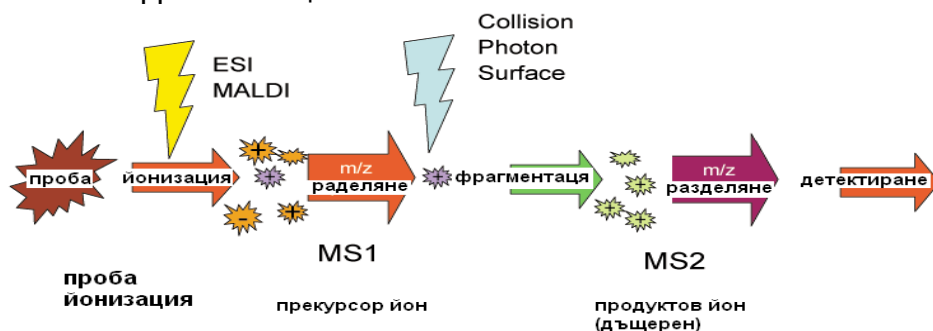 Collision
Photon
Surface
ESI
MALDI
проба
йонизация
m/z
раделяне
фрагментаця
m/z
разделяне
детектиране
MS1
MS2
проба
йонизация
прекурсор йон
продуктов йон
(дъщерен)